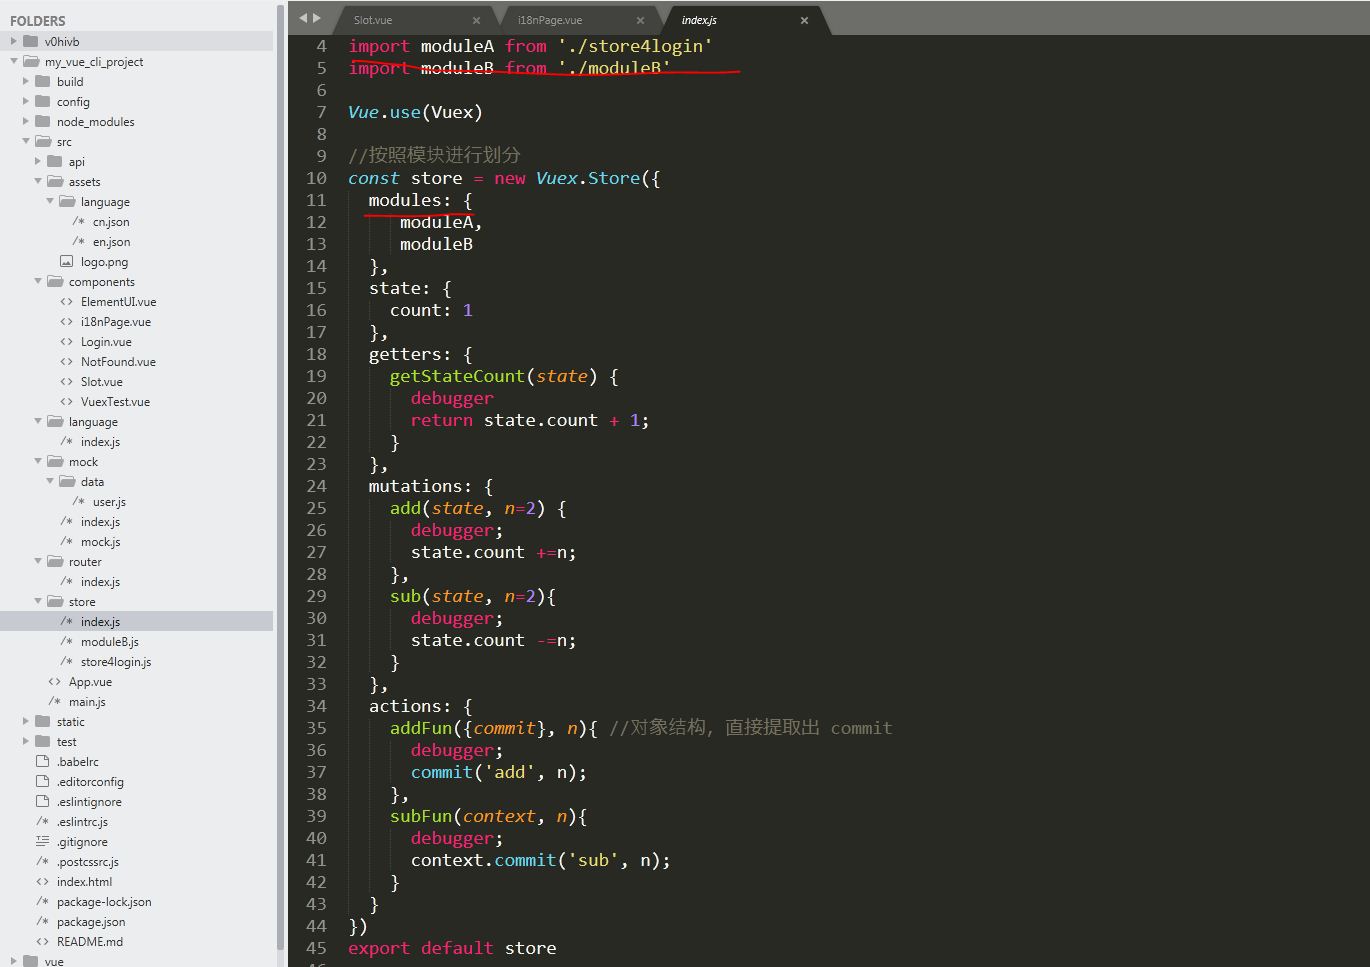 FOLDERS
v0hivb
my_vue_cli_project
build
config
node_modules
src
api
assets
language
cn.json
en.json
logo.png
components
ElementUI.vue
i18nPage.vue
Login.vue
NotFound.vue
Slot.vue
VuexTest.vue
language
index.js
mock
data
user.js
index.js
mock.js
router
index.js
store
index.js
moduleB.js
store4login.js
App.vue
main.js
static
test
.babelrc
.editorconfig
.eslintignore
.eslintrc.js
.gitignore
.postcssrc.js
index.html
package-lock.json
package.json
README.md
vue
Slot.vue × i18nPage.vue × index.js ×
4 import moduleA from './store4login'
5 import moduleB from './moduleB'
6
7 Vue.use(Vuex)
8
9 //按照模块进行划分
10 const store = new Vuex.Store({
11 modules: {
12 moduleA,
13 moduleB
14 },
15 state: {
16 count: 1
17 },
18 getters: {
19 getStateCount(state) {
20 debugger
21 return state.count + 1;
22 }
23 },
24 mutations: {
25 add(state, n=2) {
26 debugger;
27 state.count +=n;
28 },
29 sub(state, n=2){
30 debugger;
31 state.count -=n;
32 }
33 },
34 actions: {
35 addFun({commit}, n){ //对象结构，直接提取出 commit
36 debugger;
37 commit('add', n);
38 },
39 subFun(context, n){
40 debugger;
41 context.commit('sub', n);
42 }
43 }
44 })
45 export default store